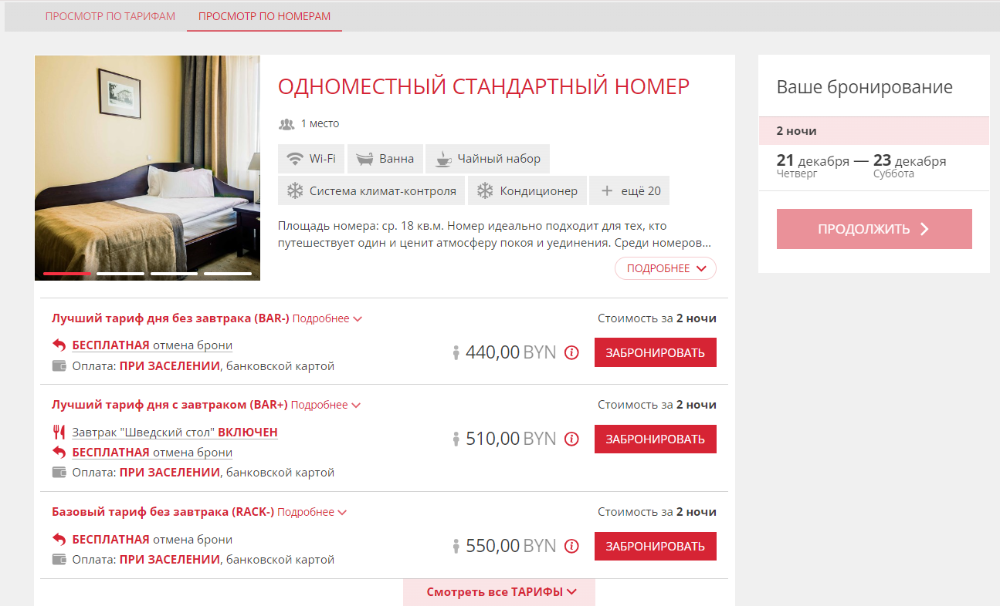 ПРОСМОТР ПО ТАРИФАМ
ПРОСМОТР ПО НОМЕРАМ
ОДНОМЕСТНЫЙ СТАНДАРТНЫЙ НОМЕР
1 место
Wi-Fi
Ванна
Чайный набор
Система климат-контроля
Кондиционер
ещё 20
Площадь номера: ср. 18 кв.м. Номер идеально подходит для тех, кто
путешествует один и ценит атмосферу покоя и уединения. Среди номеров...
ПОДРОБНЕЕ
Лучший тариф дня без завтрака (BAR-) Подробнее
Стоимость за 2 ночи
БЕСПЛАТНАЯ отмена брони
Оплата: ПРИ ЗАСЕЛЕНИИ, банковской картой
440,00 BYN
ЗАБРОНИРОВАТЬ
Лучший тариф дня с завтраком (BAR+) Подробнее
Стоимость за 2 ночи
Завтрак "Шведский стол" ВКЛЮЧЕН
БЕСПЛАТНАЯ отмена брони
Оплата: ПРИ ЗАСЕЛЕНИИ, банковской картой
510,00 BYN
ЗАБРОНИРОВАТЬ
Базовый тариф без завтрака (RACK-) Подробнее
Стоимость за 2 ночи
БЕСПЛАТНАЯ отмена брони
Оплата: ПРИ ЗАСЕЛЕНИИ, банковской картой
550,00 BYN
ЗАБРОНИРОВАТЬ
Смотреть все ТАРИФЫ
Ваше бронирование
2 ночи
21 декабря — 23 декабря
Четверг Суббота
ПРОДОЛЖИТЬ